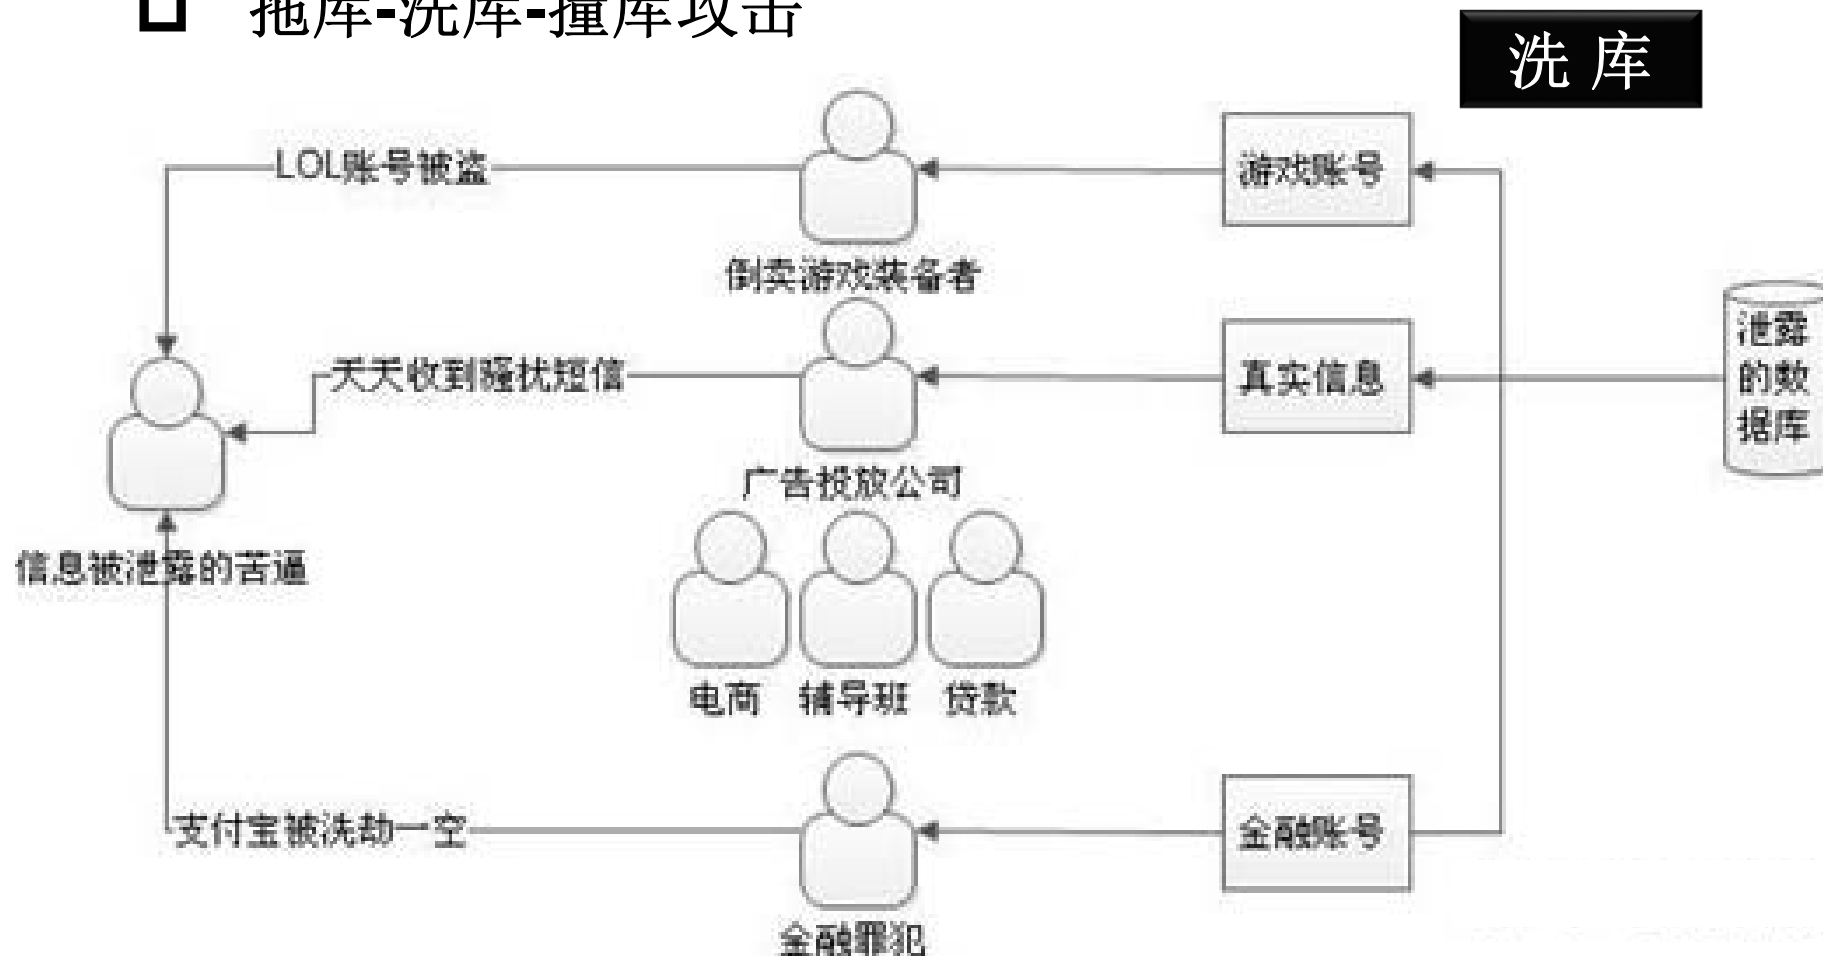 拖库-洗库-撞库攻击
洗 库
LOL账号被盗
游戏账号
倒卖游戏装备者
泄露
的数
据库
天天收到骚扰短信
真实信息
广告投放公司
信息被泄露的苦逼
电商
辅导班
贷款
支付宝被洗劫一空
金融账号
金融罪犯